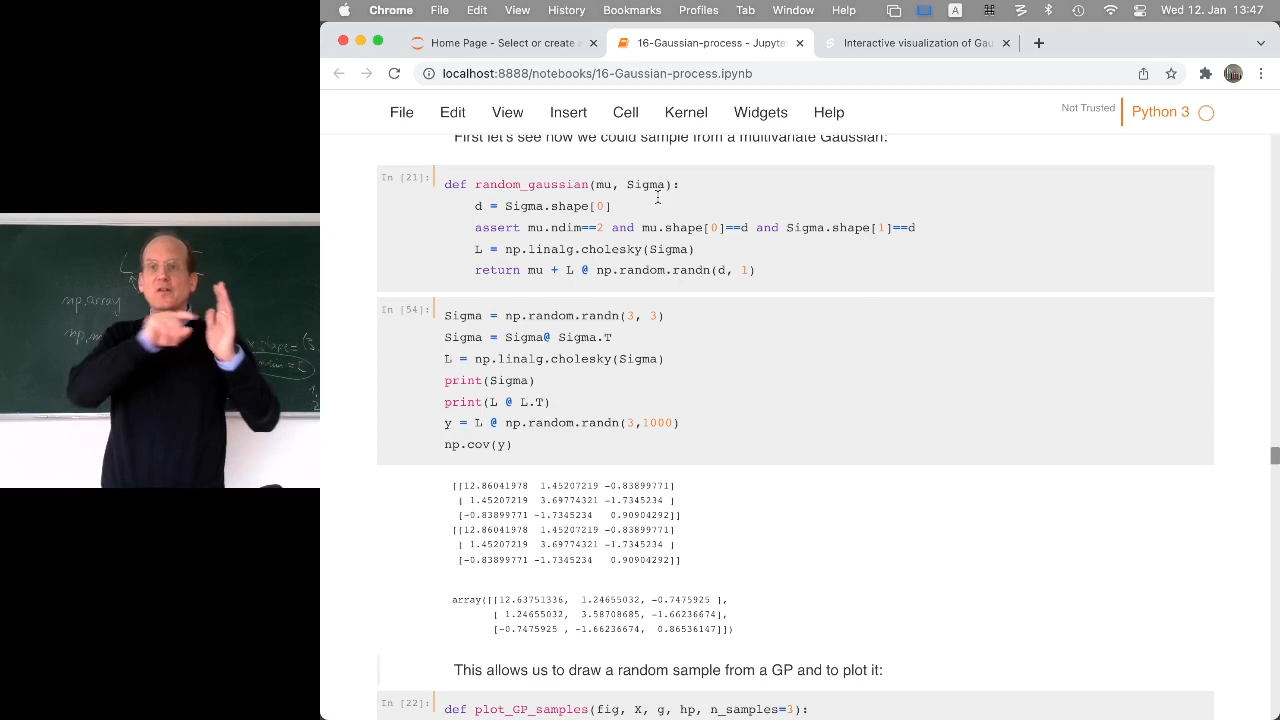 Chrome File Edit View History Bookmarks Profiles Tab Window Help A Wed 12. Jan 13:47
Home Page - Select or create a 16-Gaussian-process - Jupyte Interactive visualization of Gau
localhost:8888/notebooks/16-Gaussian-process.ipynb
File Edit View Insert Cell Kernel Widgets Help Not Trusted Python 3
First let's see how we could sample from a multivariate Gaussian:
In [21]:
def random_gaussian(mu, Sigma):
d = Sigma.shape[0]
assert mu.ndim==2 and mu.shape[0]==d and Sigma.shape[1]==d
L = np.linalg.cholesky(Sigma)
return mu + L @ np.random.randn(d, 1)
In [54]:
Sigma = np.random.randn(3, 3)
Sigma = Sigma@ Sigma.T
L = np.linalg.cholesky(Sigma)
print(Sigma)
print(L @ L.T)
y = L @ np.random.randn(3,1000)
np.cov(y)
[[12.86041978 1.45207219 -0.83899771]
[ 1.45207219 3.69774321 -1.7345234 ]
[-0.83899771 -1.7345234 0.90904292]]
[[12.86041978 1.45207219 -0.83899771]
[ 1.45207219 3.69774321 -1.7345234 ]
[-0.83899771 -1.7345234 0.90904292]]
array([[12.63751336, 1.24655032, -0.7475925 ],
[ 1.24655032, 3.58708685, -1.66236674],
[-0.7475925 , -1.66236674, 0.86536147]])
This allows us to draw a random sample from a GP and to plot it:
In [22]:
def plot_GP_samples(fig, X, g, hp, n_samples=3):
np.array